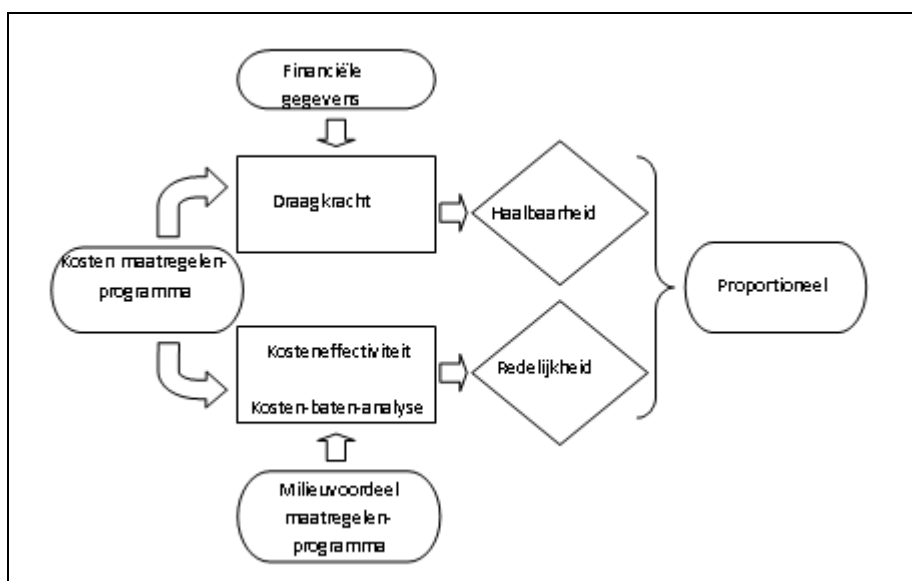 Financiële
gegevens
Draagkracht
Haalbaarheid
Kosten maatregelen-
programma
Proportioneel
Kosteneffectiviteit
Kosten-baten-analyse
Redelijkheid
Milieuvoordeel
maatregelen-
programma